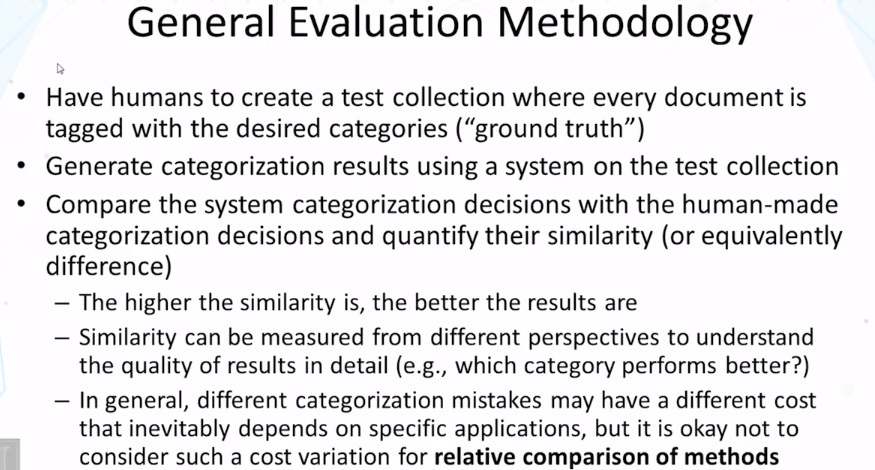 General Evaluation Methodology
• Have humans to create a test collection where every document is
tagged with the desired categories (“ground truth”)
• Generate categorization results using a system on the test collection
• Compare the system categorization decisions with the human-made
categorization decisions and quantify their similarity (or equivalently
difference)
– The higher the similarity is, the better the results are
– Similarity can be measured from different perspectives to understand
the quality of results in detail (e.g., which category performs better?)
– In general, different categorization mistakes may have a different cost
that inevitably depends on specific applications, but it is okay not to
consider such a cost variation for relative comparison of methods